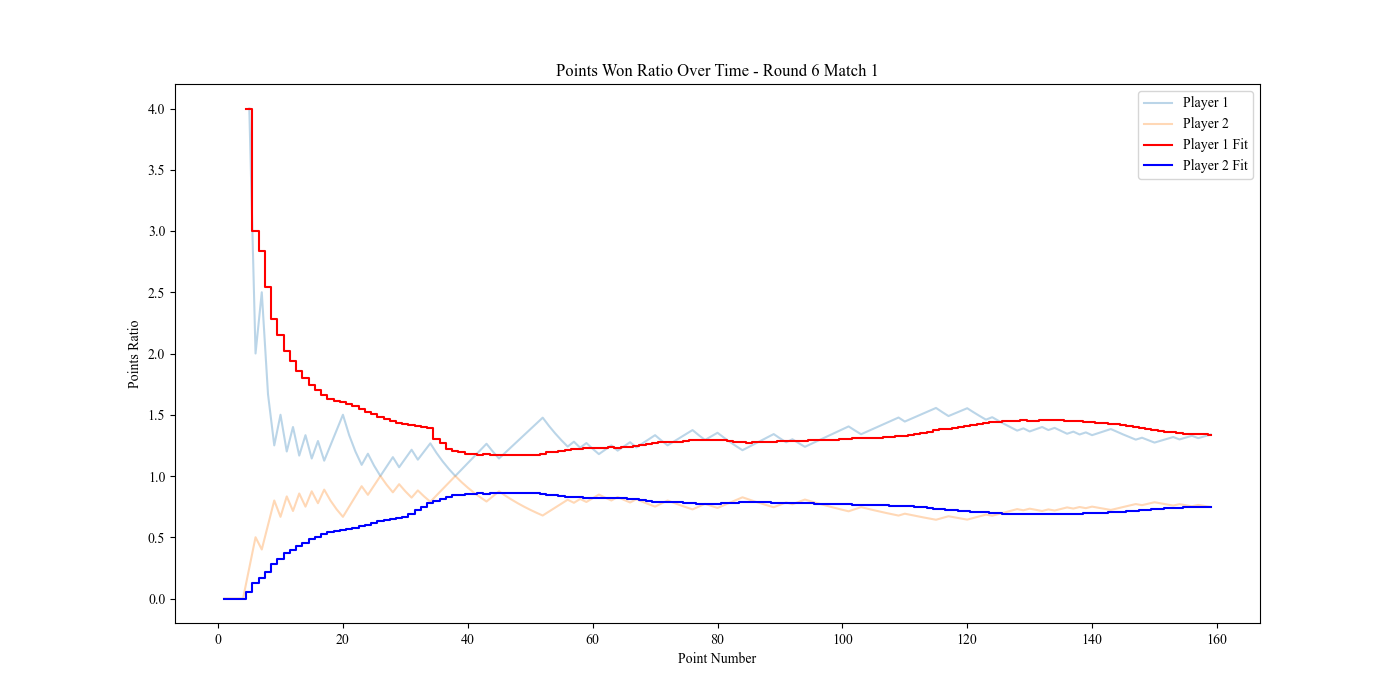 Points Won Ratio Over Time - Round 6 Match 1
Player 1
Player 2
Player 1 Fit
Player 2 Fit
Points Ratio
4.0
3.5
3.0
2.5
2.0
1.5
1.0
0.5
0.0
0 20 40 60 80 100 120 140 160
Point Number